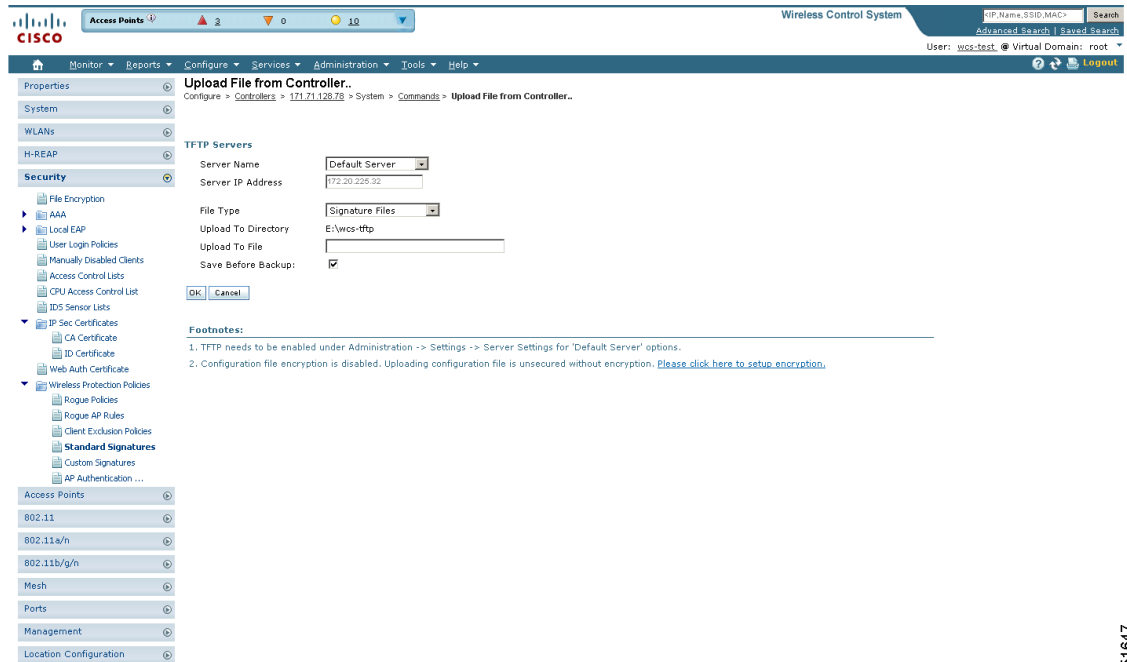 CISCO
Access Points 3 0 10
Wireless Control System
<IP,Name,SSID,MAC> Search
Advanced Search | Saved Search
User: wcs-test @ Virtual Domain: root
Monitor Reports Configure Services Administration Tools Help
Logout
Properties
System
WLANs
H-REAP
Security
File Encryption
AAA
Local EAP
User Login Policies
Manually Disabled Clients
Access Control Lists
CPU Access Control List
IDS Sensor Lists
IP Sec Certificates
CA Certificate
ID Certificate
Web Auth Certificate
Wireless Protection Policies
Rogue Policies
Rogue AP Rules
Client Exclusion Policies
Standard Signatures
Custom Signatures
AP Authentication ...
Access Points
802.11
802.11a/n
802.11b/g/n
Mesh
Ports
Management
Location Configuration
Upload File from Controller..
Configure > Controllers > 171.71.128.78 > System > Commands > Upload File from Controller..
TFTP Servers
Server Name Default Server
Server IP Address 172.20.225.32
File Type Signature Files
Upload To Directory E:\wcs-tftp
Upload To File
Save Before Backup:
OK Cancel
Footnotes:
1. TFTP needs to be enabled under Administration -> Settings -> Server Settings for 'Default Server' options.
2. Configuration file encryption is disabled. Uploading configuration file is unsecured without encryption. Please click here to setup encryption.